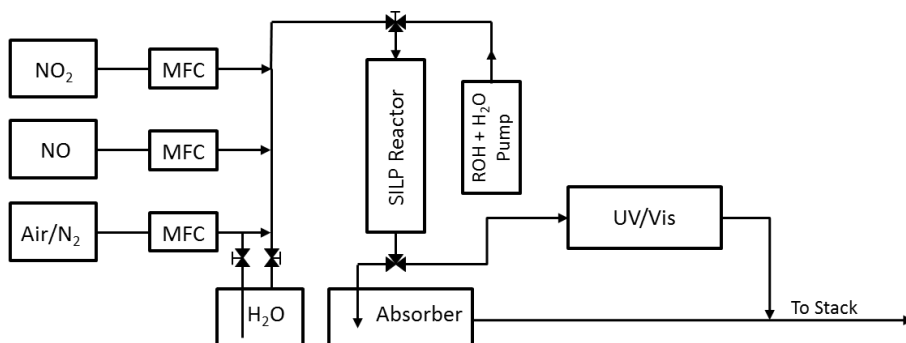 NO₂
MFC
NO
MFC
Air/N₂
MFC
H₂O
SILP Reactor
ROH + H₂O
Pump
UV/Vis
Absorber
To Stack